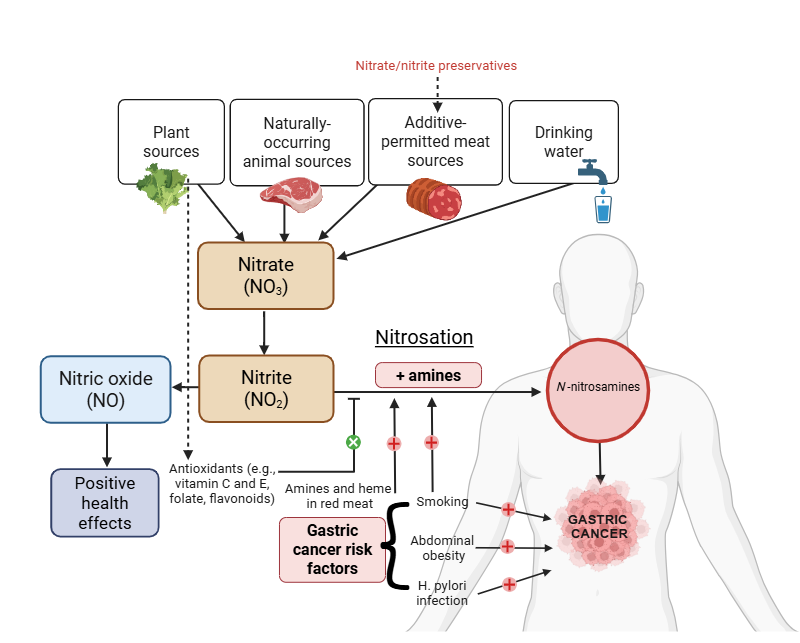 Nitrate/nitrite preservatives
Plant
sources
Naturally-
occurring
animal sources
Additive-
permitted meat
sources
Drinking
water
Nitrate
(NO₃)
Nitrosation
+ amines
Nitric oxide
(NO)
Nitrite
(NO₂)
N-nitrosamines
Positive
health
effects
Antioxidants (e.g.,
vitamin C and E,
folate, flavonoids)
Amines and heme
in red meat
Smoking
Gastric
cancer risk
factors
Abdominal
obesity
H. pylori
infection
GASTRIC
CANCER